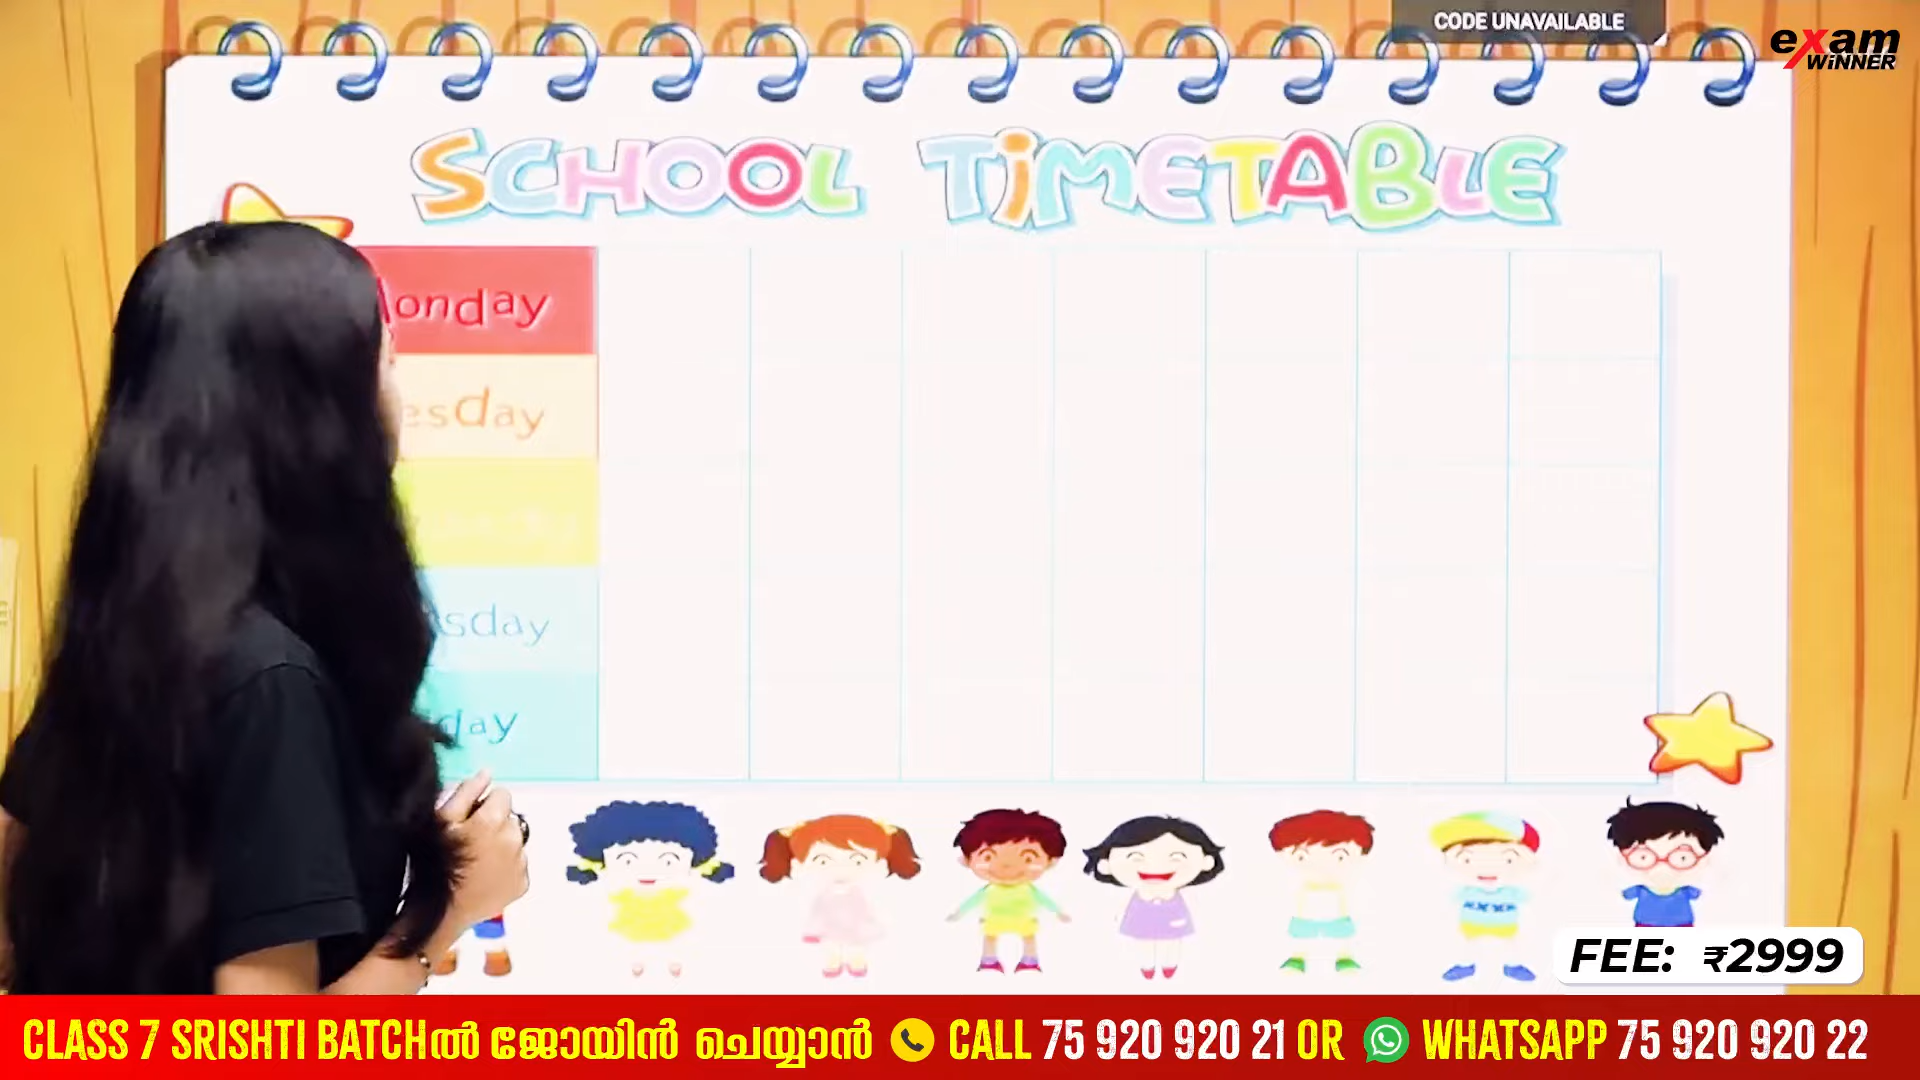 CODE UNAVAILABLE
exam
WiNNER
SCHOOL TiMETABLE
Monday
esday
sday
day
FEE: ₹2999
CLASS 7 SRISHTI BATCHൽ ജോയിൻ ചെയ്യാൻ CALL 75 920 920 21 OR WHATSAPP 75 920 920 22